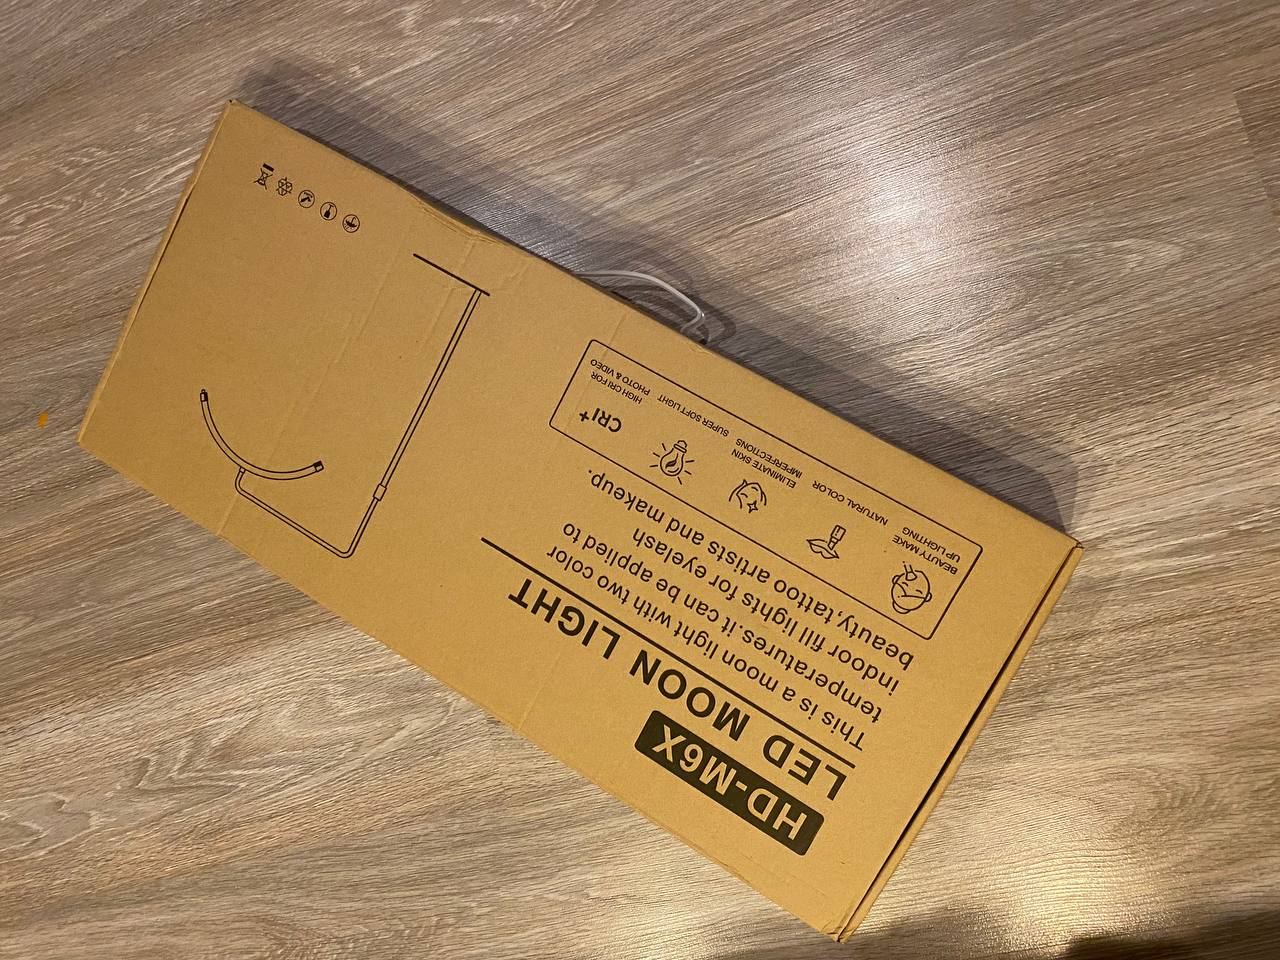 HD-M6X
LED MOON LIGHT
This is a moon light with two color
temperatures.it can be applied to
indoor fill lights for eyelash
beauty,tattoo artists and makeup.
BEAUTY MAKE
UP LIGHTING
NATURAL COLOR
ELIMINATE SKIN
IMPERFECTIONS
SUPER SOFT LIGHT
CRI+
HIGH CRI FOR
PHOTO & VIDEO